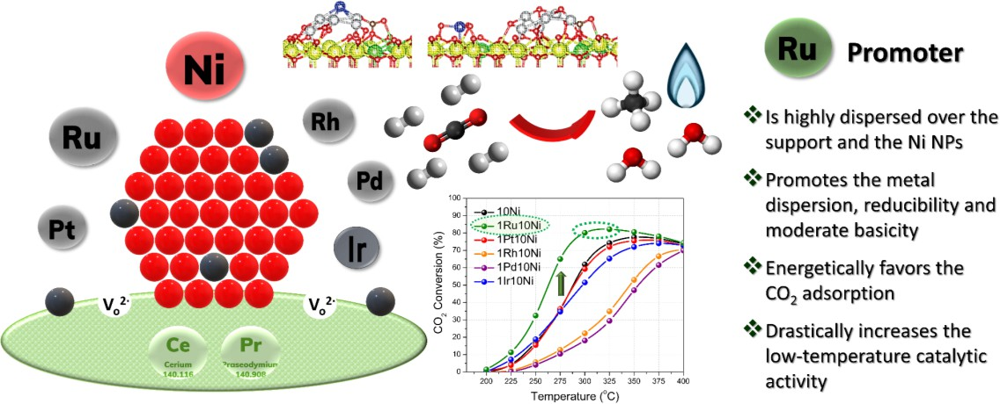 Ni
Ru
Rh
Pd
Pt
Ir
Vo2·
Vo2·
Ce
Cerium
140.116
Pr
Praseodymium
140.908
CO2 Conversion (%)
100
90
80
70
60
50
40
30
20
10
0
10Ni
1Ru10Ni
1Pt10Ni
1Rh10Ni
1Pd10Ni
1Ir10Ni
200 225 250 275 300 325 350 375 400
Temperature (°C)
Ru Promoter
❖Is highly dispersed over the
support and the Ni NPs
❖Promotes the metal
dispersion, reducibility and
moderate basicity
❖Energetically favors the
CO2 adsorption
❖Drastically increases the
low-temperature catalytic
activity